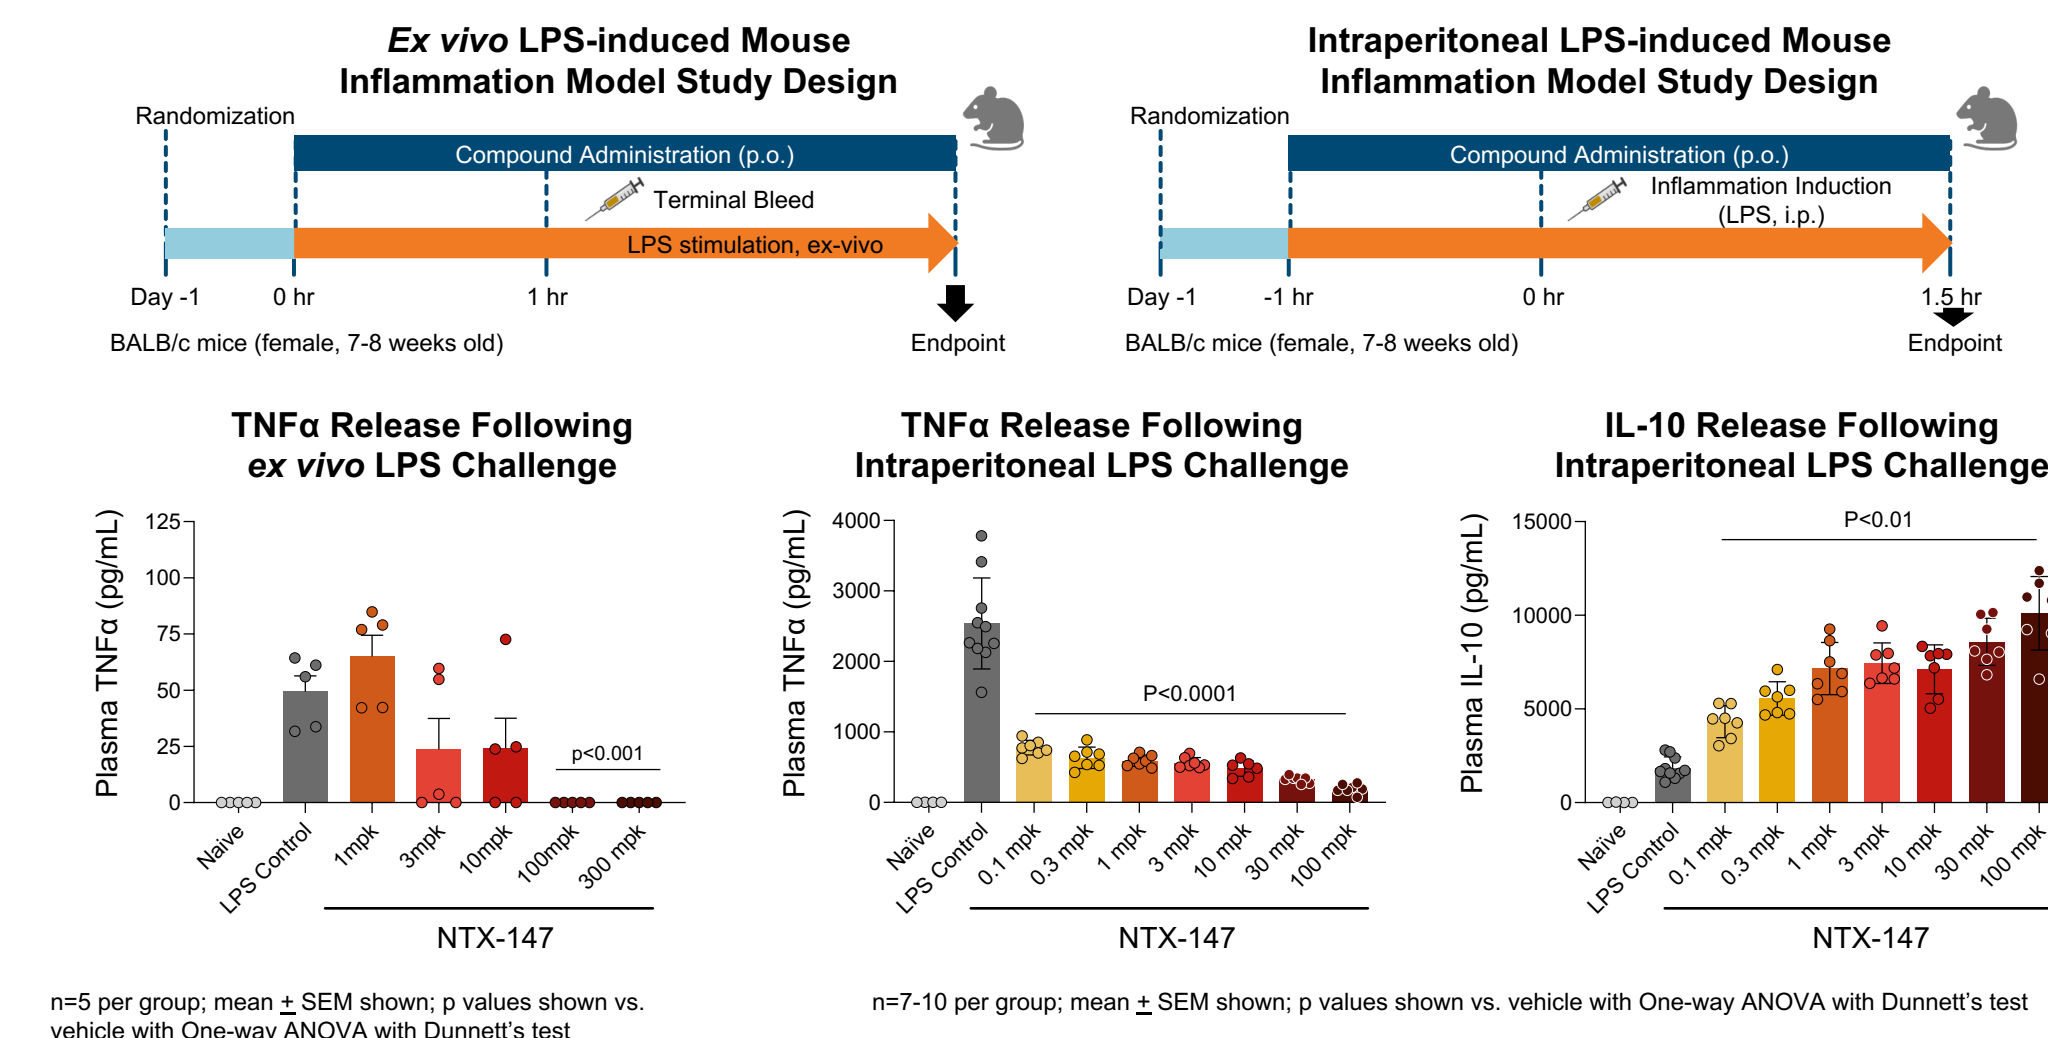 Ex vivo LPS-induced Mouse
Inflammation Model Study Design
Randomization
Compound Administration (p.o.)
Terminal Bleed
LPS stimulation, ex-vivo
Day -1
0 hr
1 hr
BALB/c mice (female, 7-8 weeks old)
Endpoint
Intraperitoneal LPS-induced Mouse
Inflammation Model Study Design
Randomization
Compound Administration (p.o.)
Inflammation Induction
(LPS, i.p.)
Day -1
-1 hr
0 hr
1.5 hr
BALB/c mice (female, 7-8 weeks old)
Endpoint
TNFα Release Following
ex vivo LPS Challenge
Plasma TNFα (pg/mL)
125
100
75
50
25
0
p<0.001
Naïve
LPS Control
1mpk
3mpk
10mpk
100mpk
300 mpk
NTX-147
TNFα Release Following
Intraperitoneal LPS Challenge
Plasma TNFα (pg/mL)
4000
3000
2000
1000
0
P<0.0001
Naïve
LPS Control
0.1 mpk
0.3 mpk
1 mpk
3 mpk
10 mpk
30 mpk
100 mpk
NTX-147
IL-10 Release Following
Intraperitoneal LPS Challenge
Plasma IL-10 (pg/mL)
15000
10000
5000
0
P<0.01
Naïve
LPS Control
0.1 mpk
0.3 mpk
1 mpk
3 mpk
10 mpk
30 mpk
100 mpk
NTX-147
n=5 per group; mean ± SEM shown; p values shown vs.
vehicle with One-way ANOVA with Dunnett's test
n=7-10 per group; mean ± SEM shown; p values shown vs. vehicle with One-way ANOVA with Dunnett's test